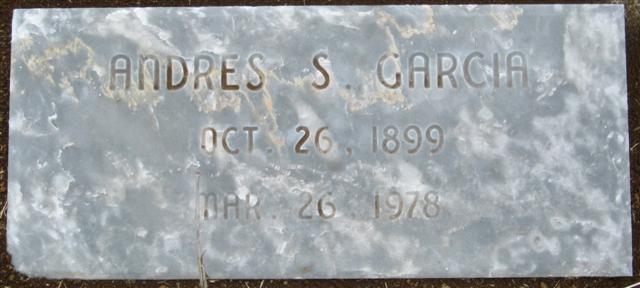 ANDRES S. GARCIA
OCT. 26, 1899
MAR. 26, 1978